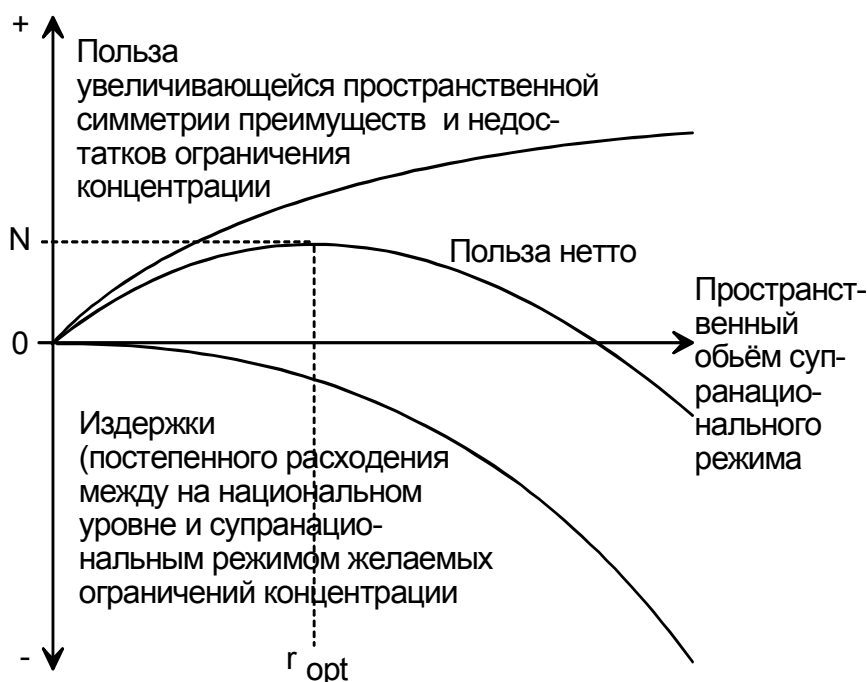 +
Польза
увеличивающейся пространственной
симметрии преимуществ и недос-
татков ограничения
концентрации
N
Польза нетто
Пространст-
венный
обьём суп-
ранацио-
нального
режима
0
Издержки
(постепенного расходения
между на национальном
уровне и супранацио-
нальным режимом желаемых
ограничений концентрации
-
r opt